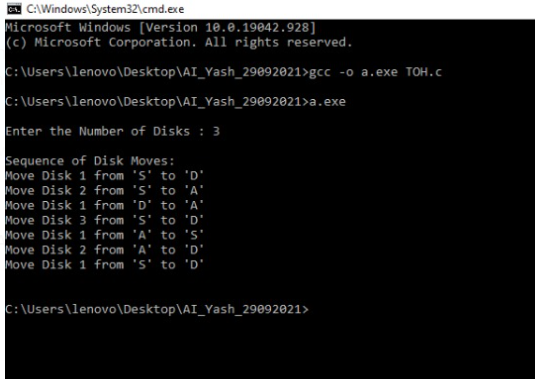 C:\Windows\System32\cmd.exe
Microsoft Windows [Version 10.0.19042.928]
(c) Microsoft Corporation. All rights reserved.
C:\Users\lenovo\Desktop\AI_Yash_29092021>gcc -o a.exe TOH.c
C:\Users\lenovo\Desktop\AI_Yash_29092021>a.exe
Enter the Number of Disks : 3
Sequence of Disk Moves:
Move Disk 1 from 'S' to 'D'
Move Disk 2 from 'S' to 'A'
Move Disk 1 from 'D' to 'A'
Move Disk 3 from 'S' to 'D'
Move Disk 1 from 'A' to 'S'
Move Disk 2 from 'A' to 'D'
Move Disk 1 from 'S' to 'D'
C:\Users\lenovo\Desktop\AI_Yash_29092021>